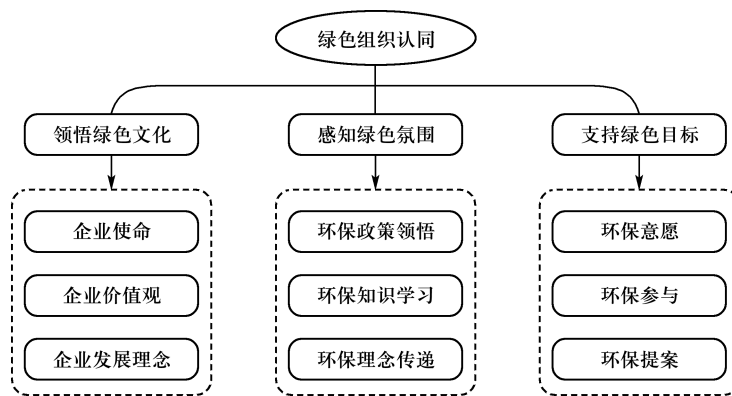 绿色组织认同
领悟绿色文化
感知绿色氛围
支持绿色目标
企业使命
企业价值观
企业发展理念
环保政策领悟
环保知识学习
环保理念传递
环保意愿
环保参与
环保提案